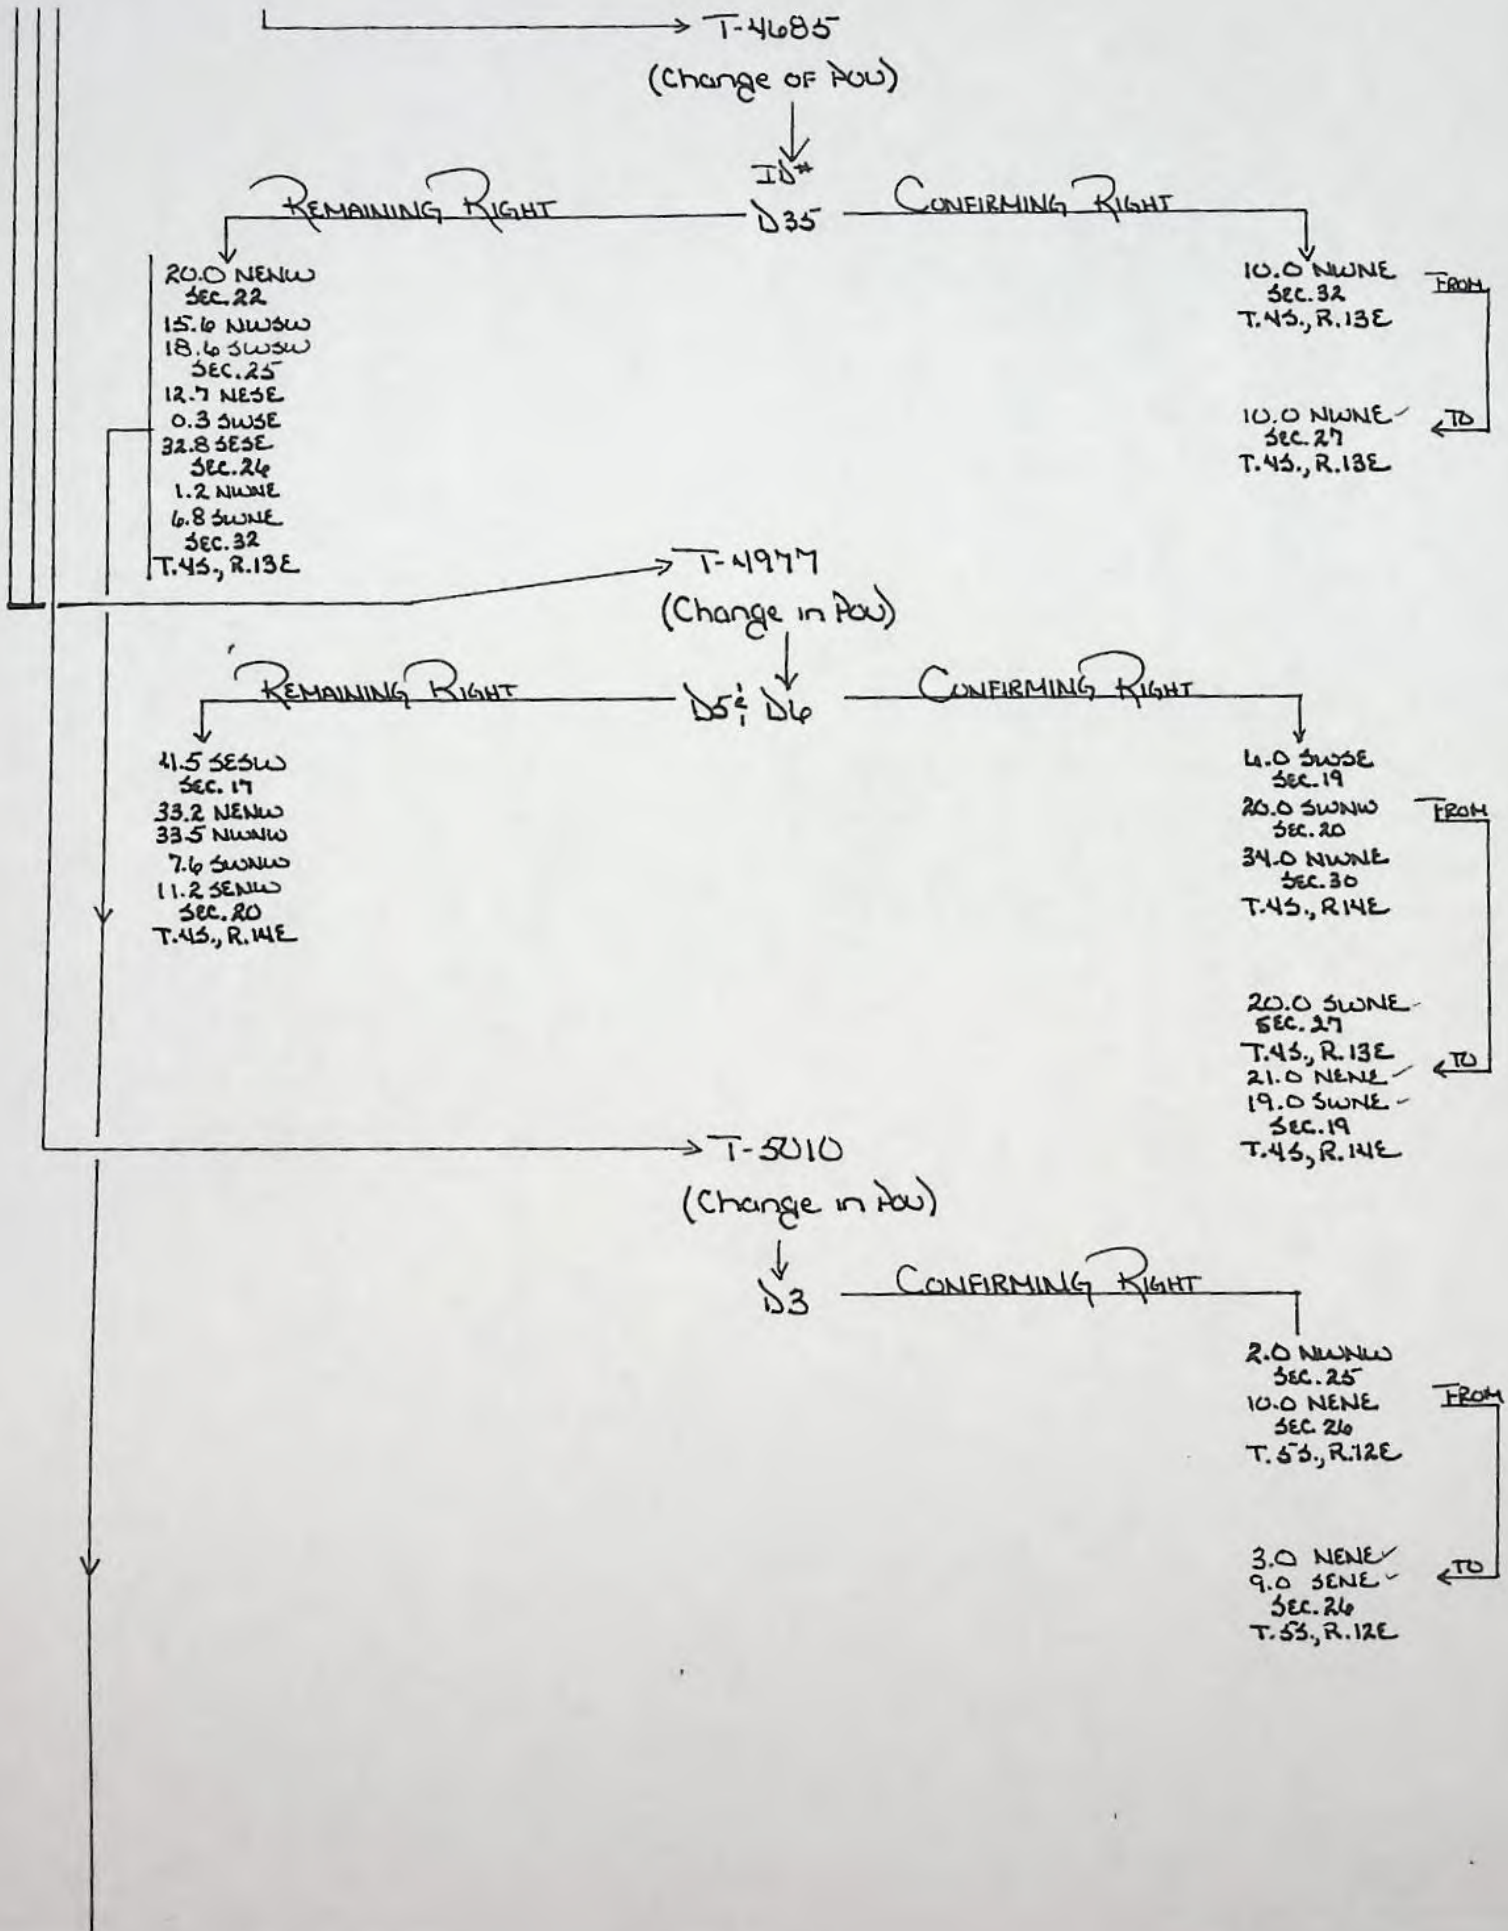 T-4685
(Change OF POU)
ID#
REMAINING RIGHT
D35
CONFIRMING RIGHT
20.0 NENW
SEC. 22
15.6 NWSW
18.6 SWSW
SEC. 25
12.7 NESE
0.3 SWSE
32.8 SESE
SEC. 26
1.2 NWNE
6.8 SWNE
SEC. 32
T.4S., R.13E
10.0 NWNE
SEC. 32
T.4S., R.13E
FROM
10.0 NWNE
SEC. 27
T.4S., R.13E
TO
T-4977
(Change in POU)
REMAINING RIGHT
D5 & D6
CONFIRMING RIGHT
SESW
SEC. 17
33.2 NENW
33.5 NWNW
7.6 SWNW
11.2 SENW
SEC. 20
T.4S., R.14E
SWSE
SEC. 19
20.0 SWNW
SEC. 20
34.0 NWNE
SEC. 30
T.4S., R14E
FROM
20.0 SWNE
SEC. 27
T.4S., R.13E
21.0 NENE
19.0 SWNE
SEC. 19
T.4S, R.14E
TO
T-5010
(Change in POU)
D3
CONFIRMING RIGHT
2.0 NWNW
SEC. 25
10.0 NENE
SEC. 26
T.5S., R.12E
FROM
3.0 NENE
9.0 SENE
SEC. 26
T.5S., R.12E
TO